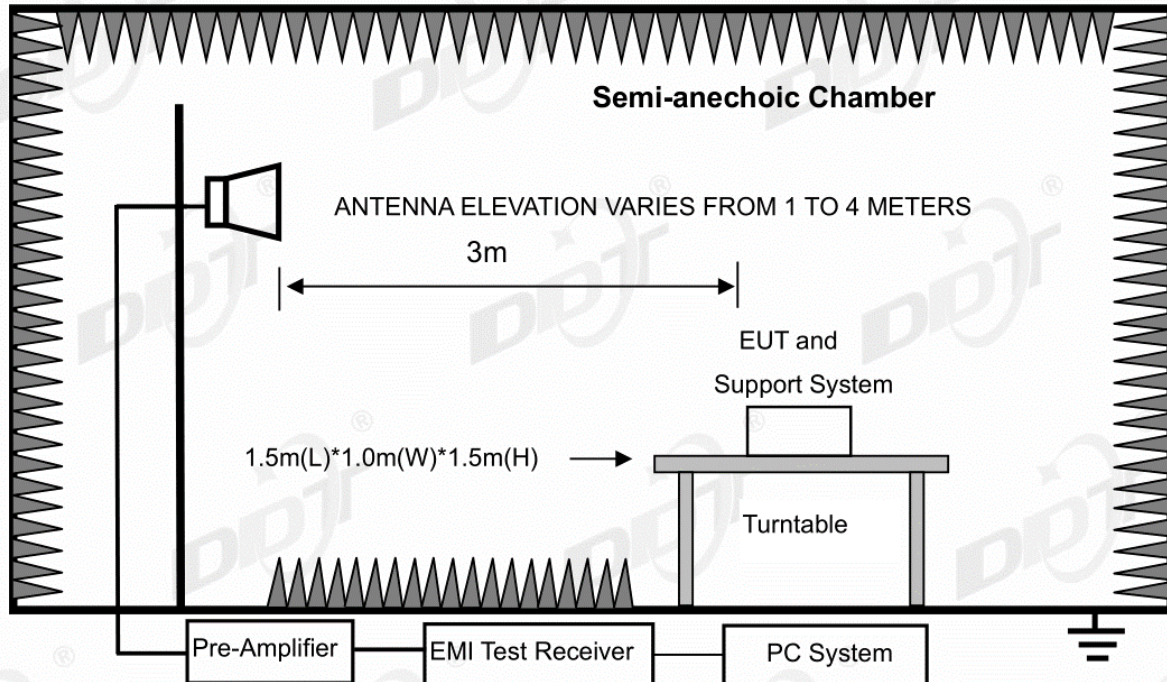 Semi-anechoic Chamber
ANTENNA ELEVATION VARIES FROM 1 TO 4 METERS
3m
EUT and
Support System
1.5m(L)*1.0m(W)*1.5m(H)
Turntable
Pre-Amplifier
EMI Test Receiver
PC System
DDT
®